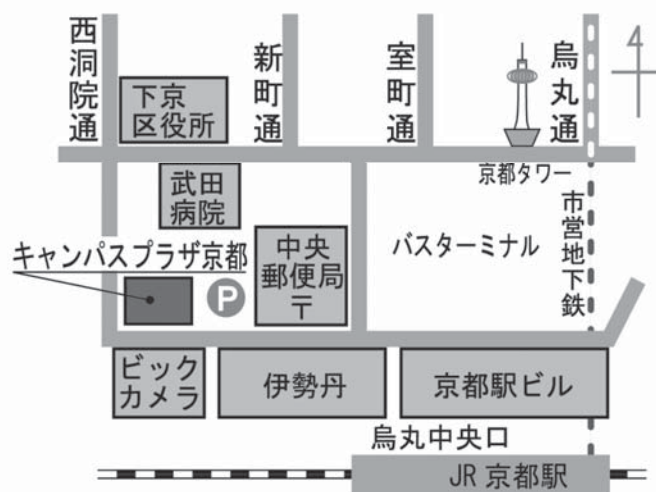 西洞院通
新町通
室町通
烏丸通
4
下京
区役所
京都タワー
武田
病院
市営地下鉄
キャンパスプラザ京都
P
中央
郵便局
〒
バスターミナル
ビック
カメラ
伊勢丹
京都駅ビル
烏丸中央口
JR 京都駅